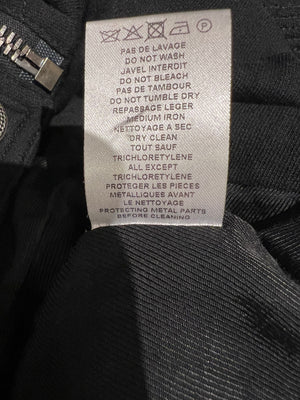 PAS DE LAVAGE
DO NOT WASH
JAVEL INTERDIT
DO NOT BLEACH
PAS DE TAMBOUR
DO NOT TUMBLE DRY
REPASSAGE LEGER
MEDIUM IRON
NETTOYAGE A SEC
DRY CLEAN
TOUT SAUF
TRICHLORETYLENE
ALL EXCEPT
TRICHLORETYLENE
PROTEGER LES PIECES
METALLIQUES AVANT
LE NETTOYAGE
PROTECTING METAL PARTS
BEFORE CLEANING